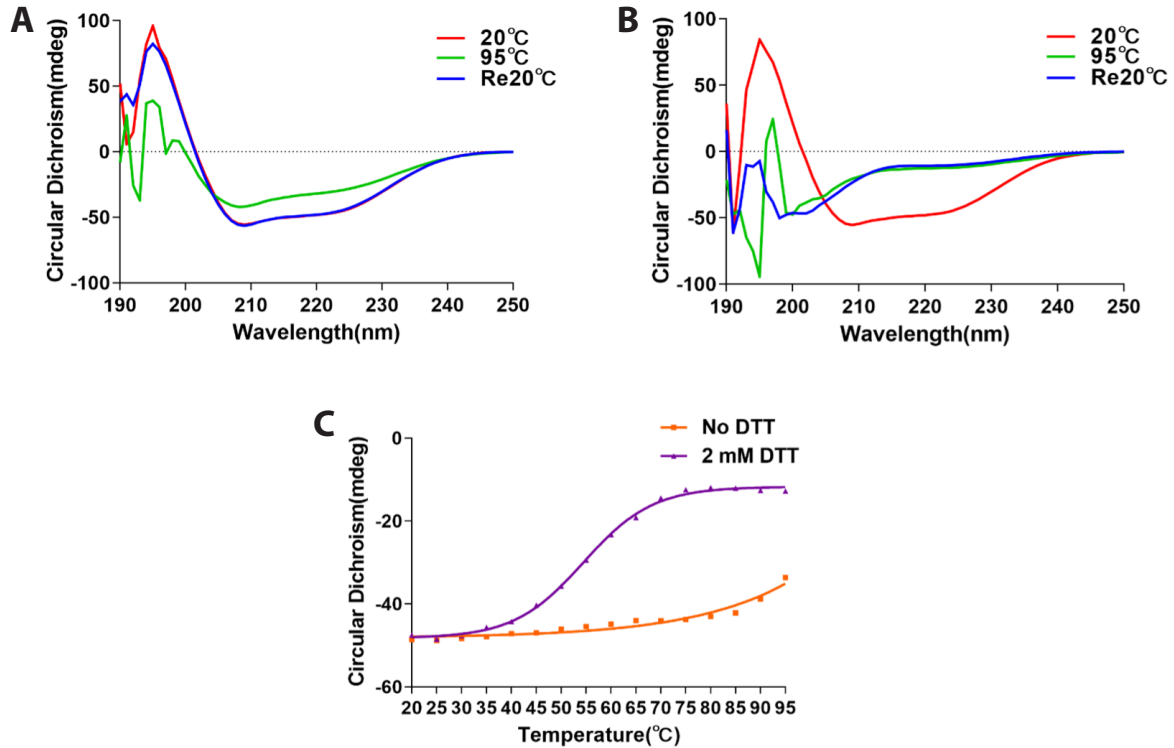 A
Circular Dichroism(mdeg)
100
50
0
-50
-100
190 200 210 220 230 240 250
Wavelength(nm)
20°C
95°C
Re20°C
B
Circular Dichroism(mdeg)
100
50
0
-50
-100
190 200 210 220 230 240 250
Wavelength(nm)
20°C
95°C
Re20°C
C
Circular Dichroism(mdeg)
0
-20
-40
-60
20 25 30 35 40 45 50 55 60 65 70 75 80 85 90 95
Temperature(°C)
No DTT
2 mM DTT